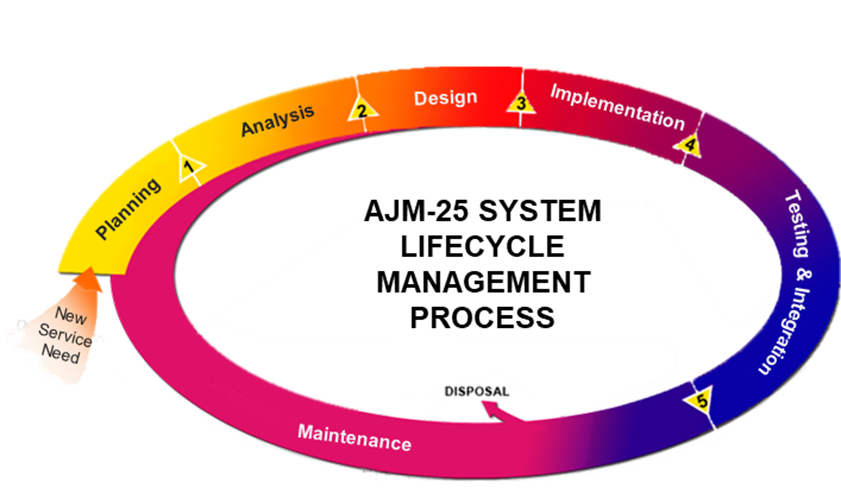 AJM-25 SYSTEM
LIFECYCLE
MANAGEMENT
PROCESS
New
Service
Need
Planning
1
Analysis
2
Design
3
Implementation
4
Testing & Integration
5
Maintenance
DISPOSAL